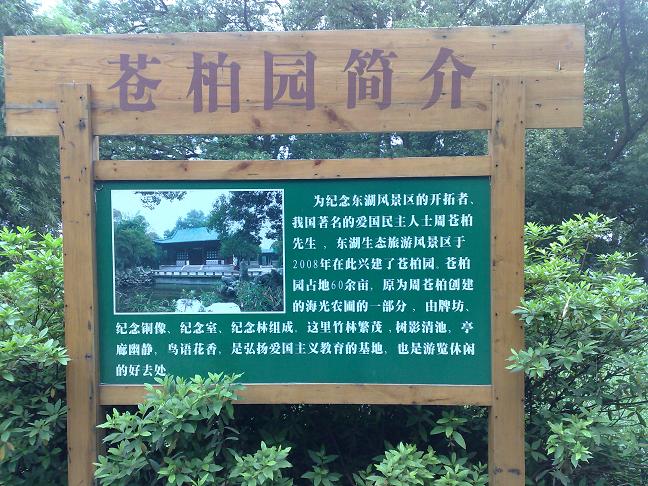 苍柏园简介
为纪念东湖风景区的开拓者、
我国著名的爱国民主人士周苍柏
先生，东湖生态旅游风景区于
2008年在此兴建了苍柏园。苍柏
园占地60余亩，原为周苍柏创建
的海光农圃的一部分，由牌坊、
纪念铜像、纪念室、纪念林组成。这里竹林繁茂，树影清池，亭
廊幽静，鸟语花香，是弘扬爱国主义教育的基地，也是游览休闲
的好去处